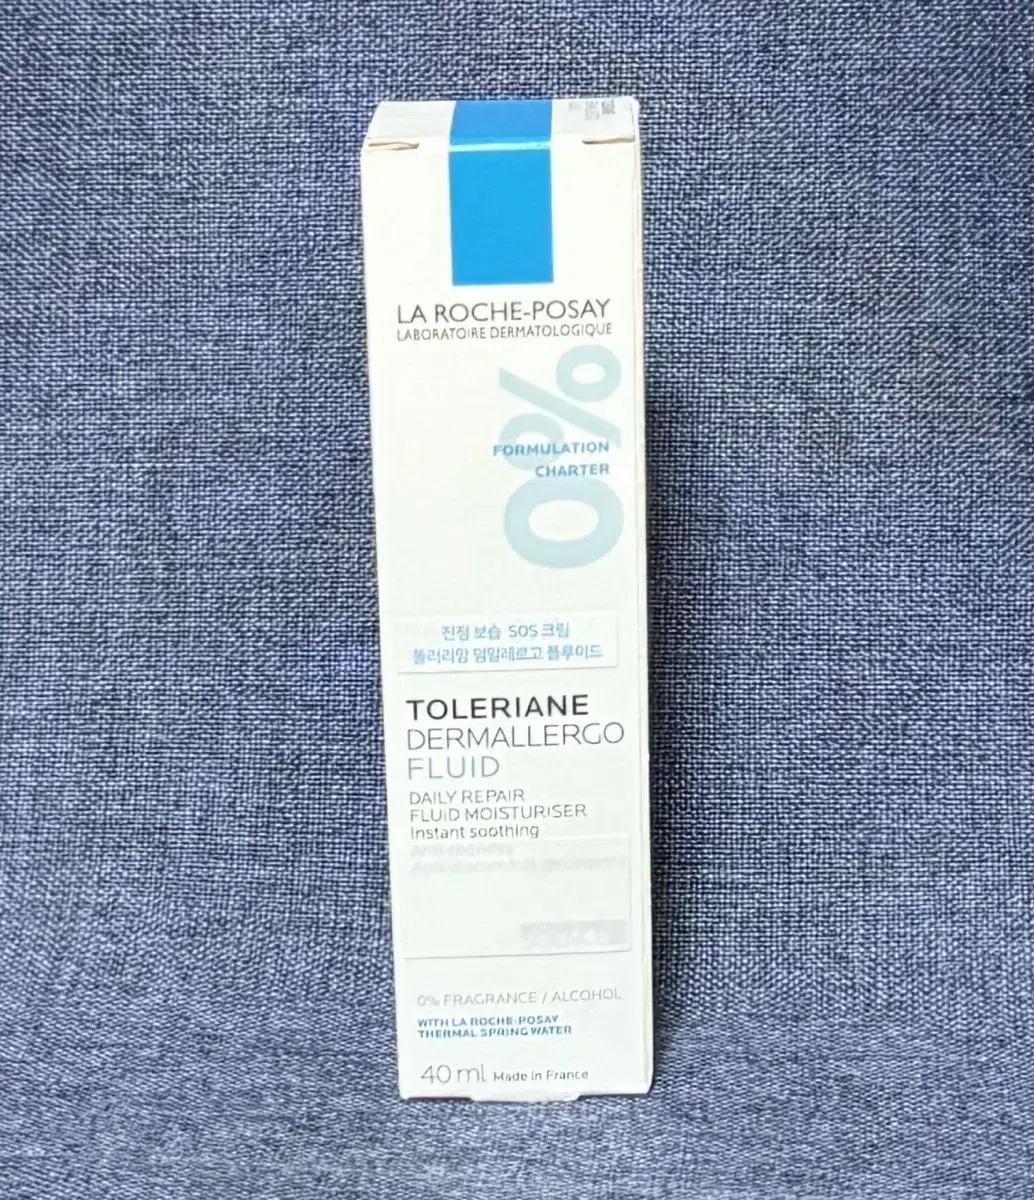 LA ROCHE-POSAY
LABORATOIRE DERMATOLOGIQUE
0%
FORMULATION
CHARTER
진정 보습 SOS 크림
똘러리앙 덤알레르고 플루이드
TOLERIANE
DERMALLERGO
FLUID
DAILY REPAIR
FLUID MOISTURISER
Instant soothing
0% FRAGRANCE / ALCOHOL
WITH LA ROCHE-POSAY
THERMAL SPRING WATER
40 ml Made in France